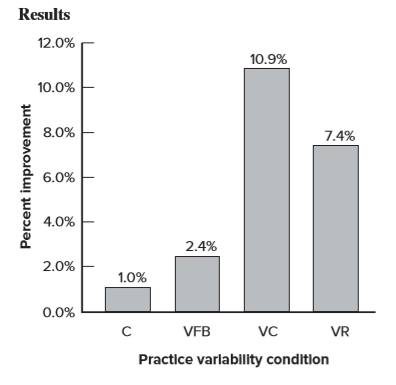 Results
12.0%
10.0%
8.0%
6.0%
4.0%
2.0%
0.0%
Percent improvement
1.0%
2.4%
10.9%
7.4%
C VFB VC VR
Practice variability condition